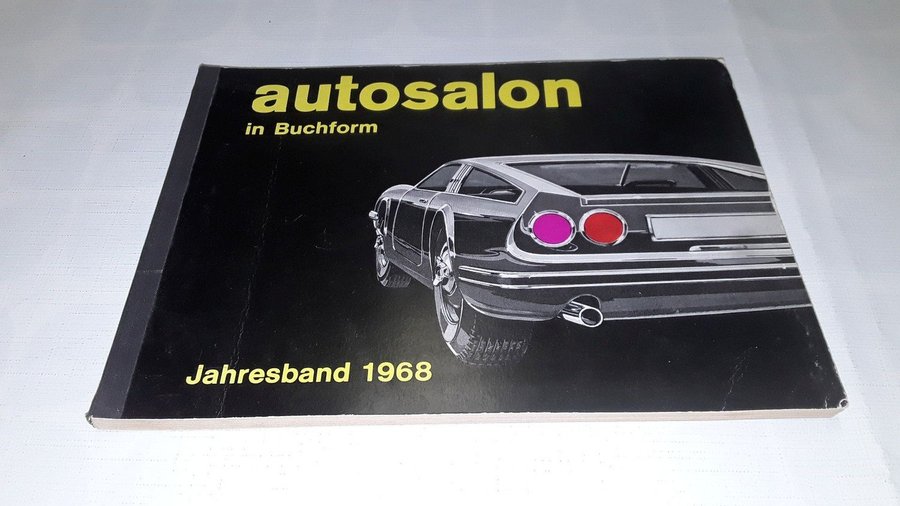 autosalon
in Buchform
Jahresband 1968